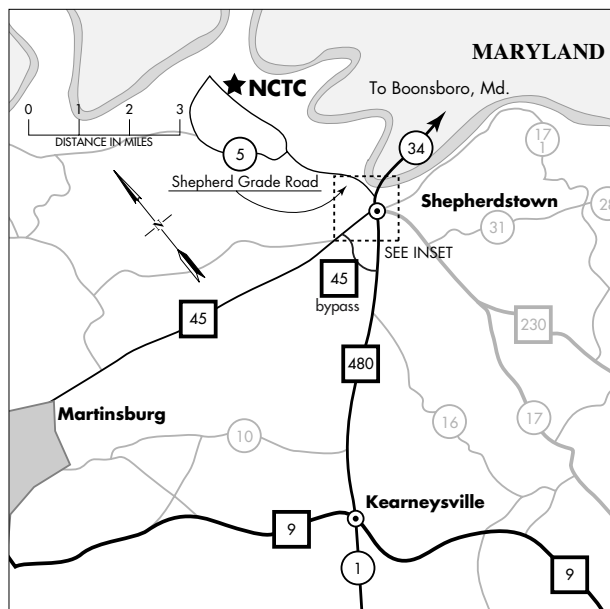 MARYLAND
To Boonsboro, Md.
NCTC
0 1 2 3
DISTANCE IN MILES
34
17
1
5
Shepherd Grade Road
N
Shepherdstown
28
31
SEE INSET
45
bypass
45
230
480
Martinsburg
16
17
10
Kearneysville
9
1
9